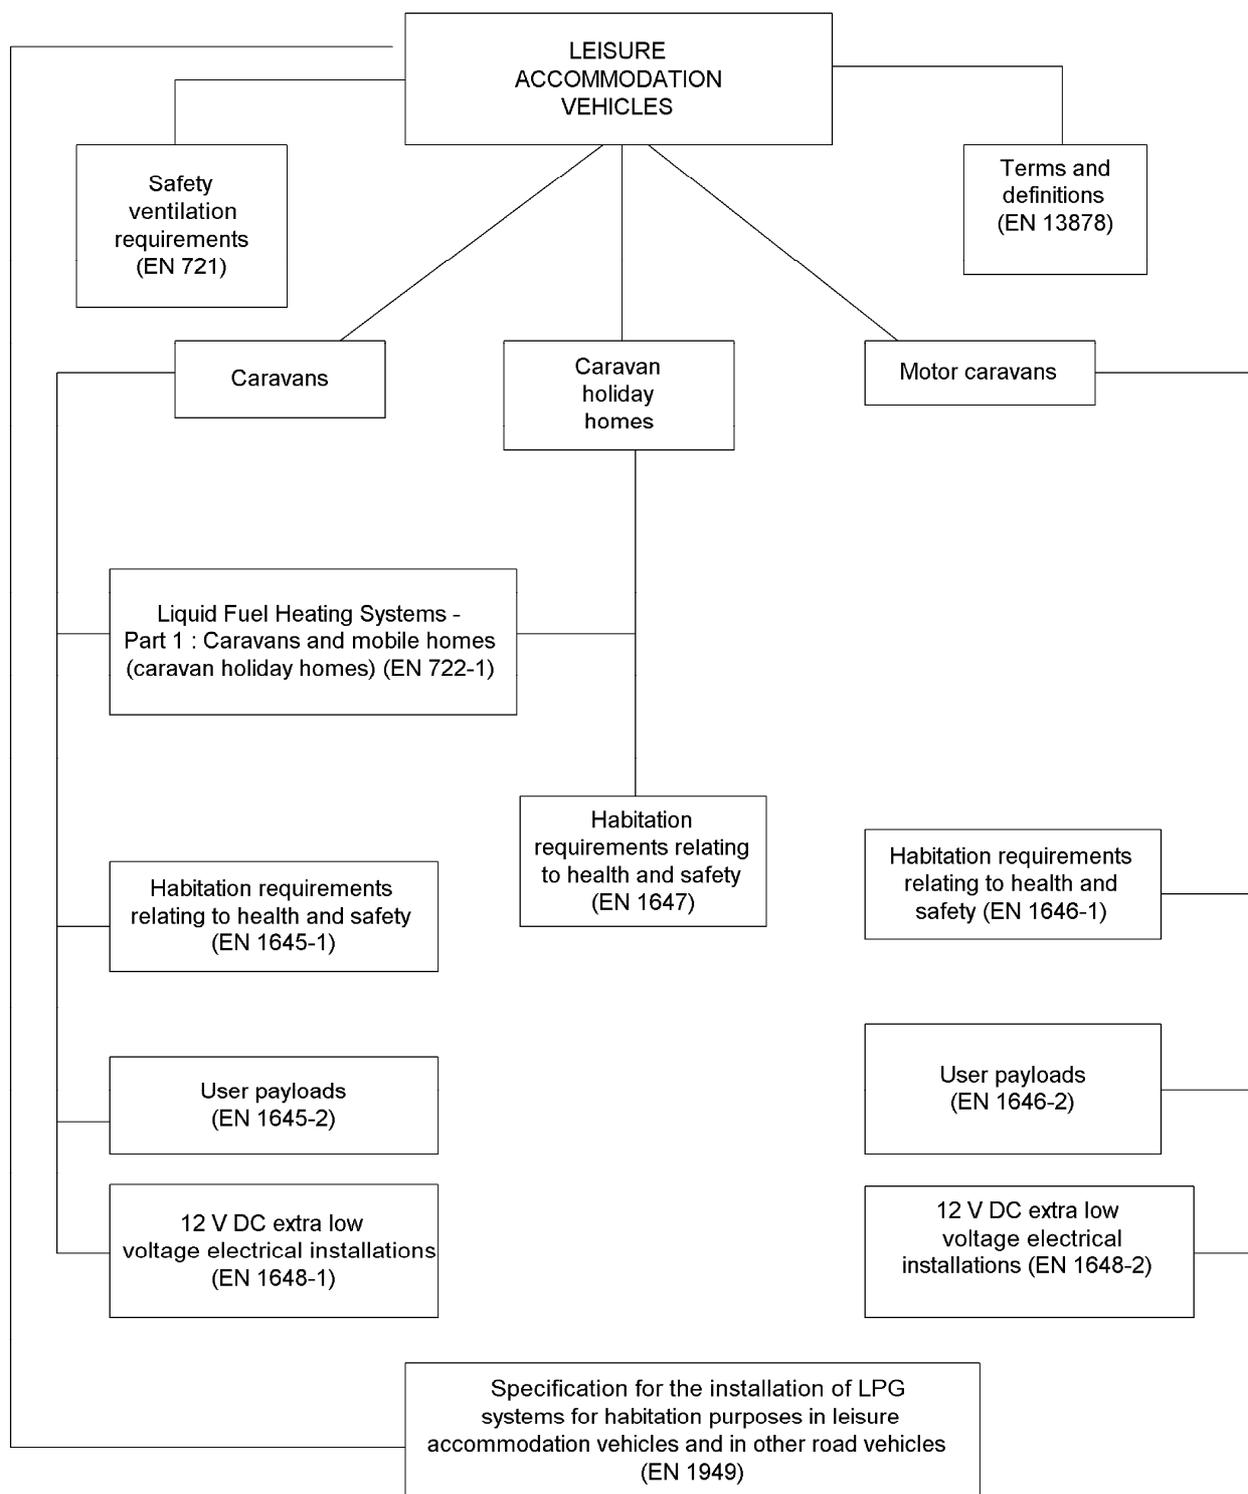 LEISURE
ACCOMMODATION
VEHICLES
Safety
ventilation
requirements
(EN 721)
Terms and
definitions
(EN 13878)
Caravans
Caravan
holiday
homes
Motor caravans
Liquid Fuel Heating Systems -
Part 1 : Caravans and mobile homes
(caravan holiday homes) (EN 722-1)
Habitation
requirements relating
to health and safety
(EN 1647)
Habitation requirements
relating to health and
safety (EN 1646-1)
Habitation requirements
relating to health and safety
(EN 1645-1)
User payloads
(EN 1645-2)
User payloads
(EN 1646-2)
12 V DC extra low
voltage electrical installations
(EN 1648-1)
12 V DC extra low
voltage electrical
installations (EN 1648-2)
Specification for the installation of LPG
systems for habitation purposes in leisure
accommodation vehicles and in other road vehicles
(EN 1949)